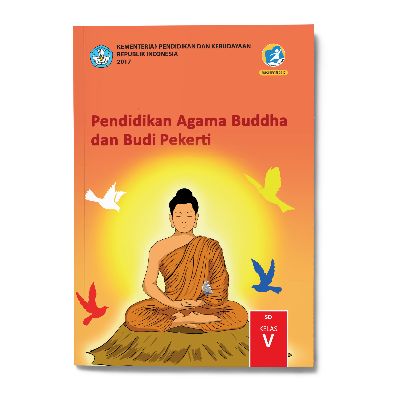 KEMENTERIAN PENDIDIKAN DAN KEBUDAYAAN
REPUBLIK INDONESIA
2017
Pendidikan Agama Buddha
dan Budi Pekerti
SD
KELAS
V